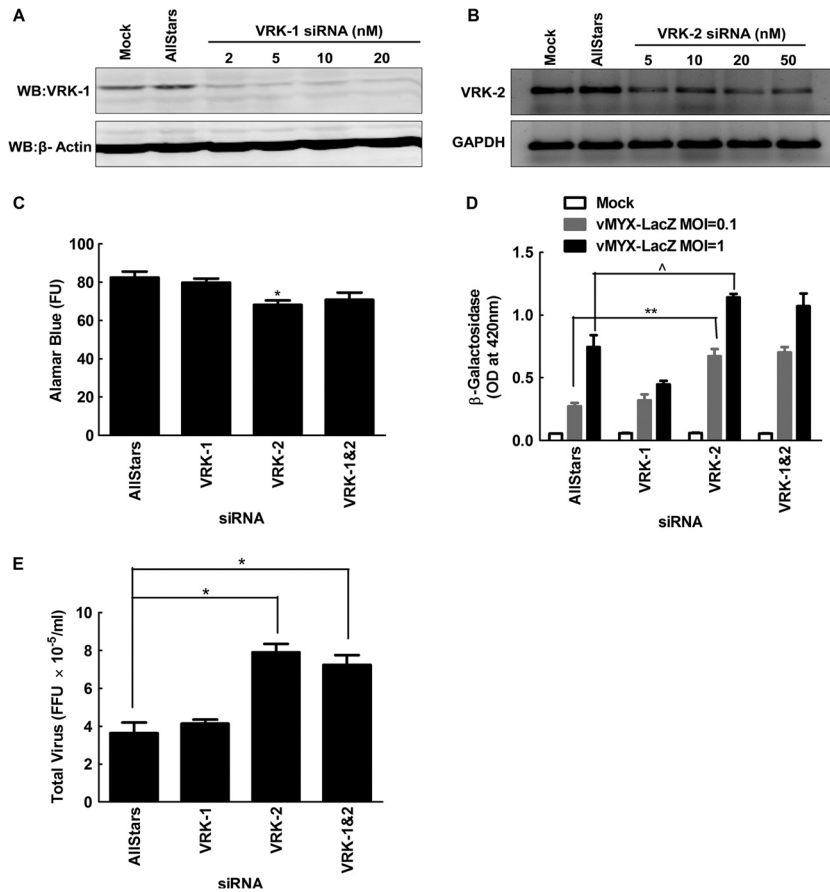 A
Mock
AllStars
VRK-1 siRNA (nM)
2 5 10 20
WB:VRK-1
WB:β- Actin
B
Mock
AllStars
VRK-2 siRNA (nM)
5 10 20 50
VRK-2
GAPDH
C
Alamar Blue (FU)
100
80
60
40
20
0
*
AllStars
VRK-1
VRK-2
VRK-1&2
siRNA
D
Mock
vMYX-LacZ MOI=0.1
vMYX-LacZ MOI=1
β-Galactosidase
(OD at 420nm)
1.5
1.0
0.5
0.0
^
**
AllStars
VRK-1
VRK-2
VRK-1&2
siRNA
E
Total Virus (FFU × 10-5/ml)
10
8
6
4
2
0
*
*
AllStars
VRK-1
VRK-2
VRK-1&2
siRNA